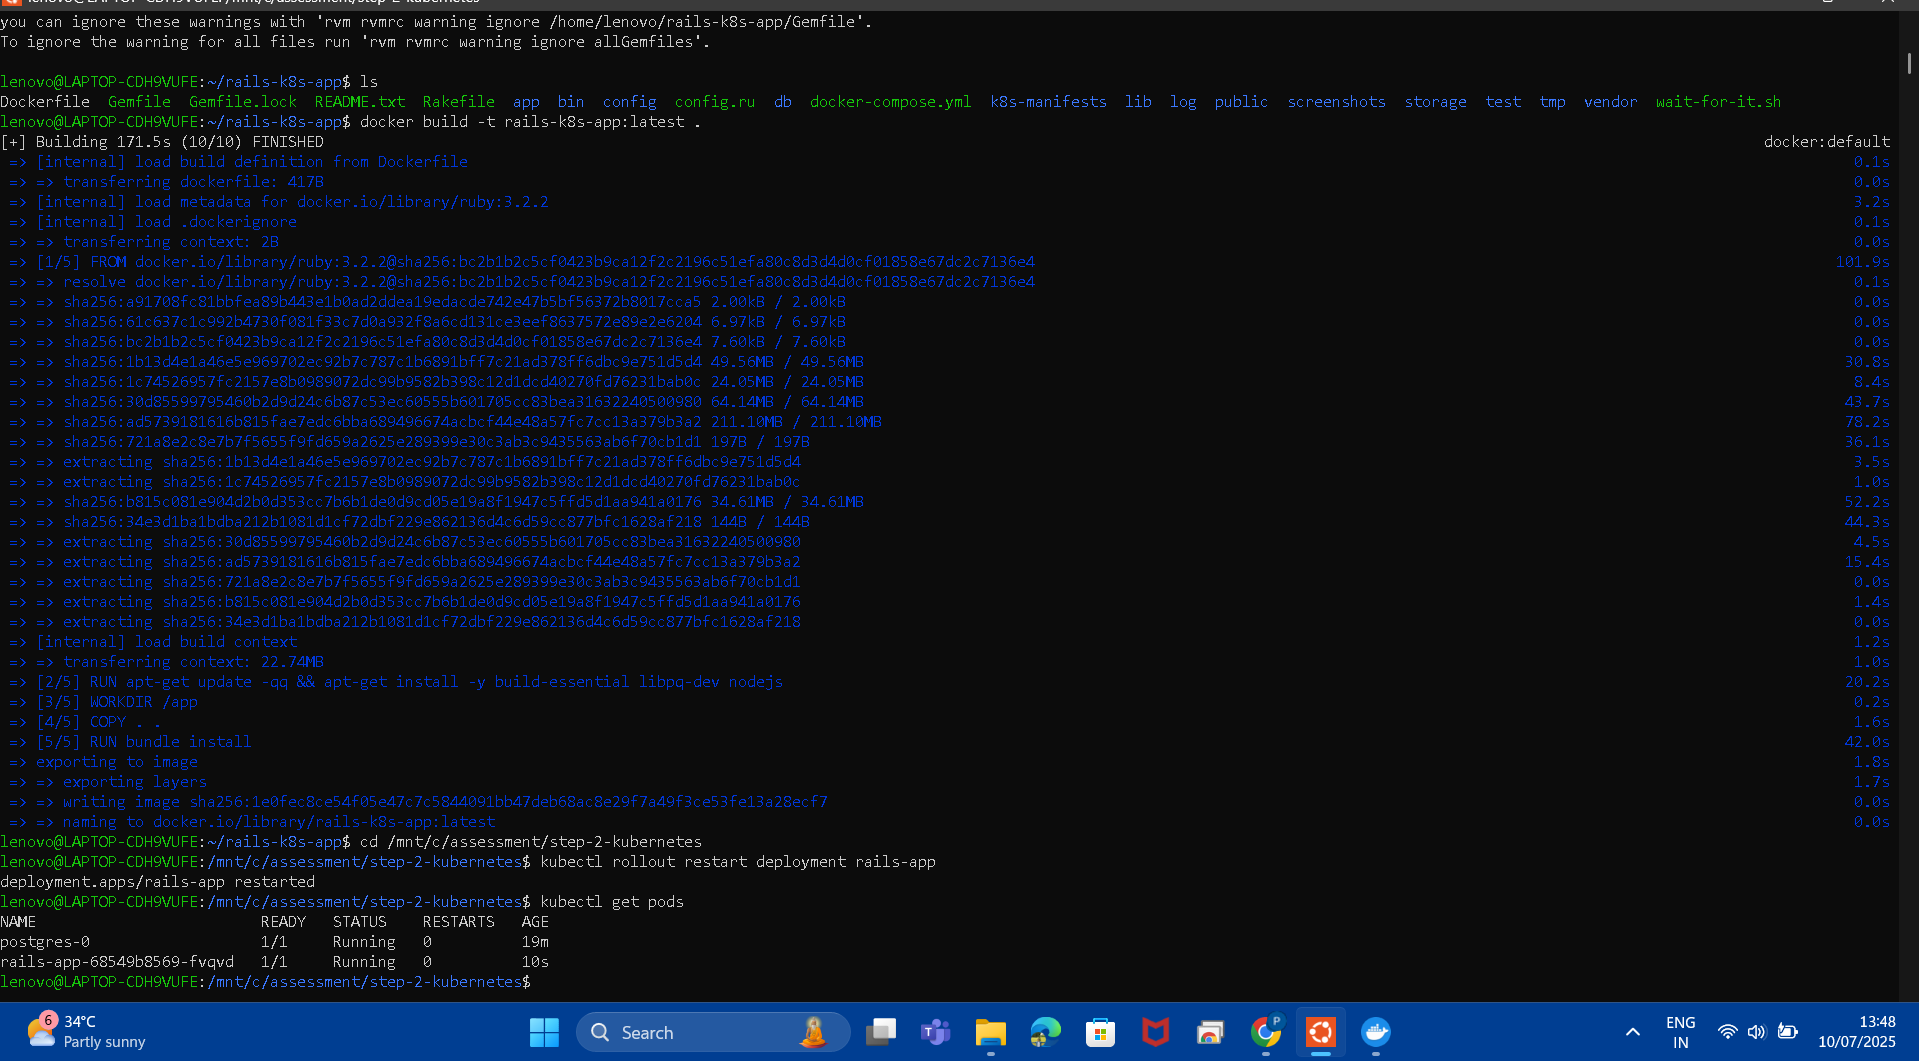 lenovo@LAPTOP-CDH9VUFE: /mnt/c/assessment/step-2-kubernetes
you can ignore these warnings with 'rvm rvmrc warning ignore /home/lenovo/rails-k8s-app/Gemfile'.
To ignore the warning for all files run 'rvm rvmrc warning ignore allGemfiles'.
lenovo@LAPTOP-CDH9VUFE:~/rails-k8s-app$ ls
Dockerfile Gemfile Gemfile.lock README.txt Rakefile app bin config config.ru db docker-compose.yml k8s-manifests lib log public screenshots storage test tmp vendor wait-for-it.sh
lenovo@LAPTOP-CDH9VUFE:~/rails-k8s-app$ docker build -t rails-k8s-app:latest .
[+] Building 171.5s (10/10) FINISHED docker:default
=> [internal] load build definition from Dockerfile 0.1s
=> => transferring dockerfile: 417B 0.0s
=> [internal] load metadata for docker.io/library/ruby:3.2.2 3.2s
=> [internal] load .dockerignore 0.1s
=> => transferring context: 2B 0.0s
=> [1/5] FROM docker.io/library/ruby:3.2.2@sha256:bc2b1b2c5cf0423b9ca12f2c2196c51efa80c8d3d4d0cf01858e67dc2c7136e4 101.9s
=> => resolve docker.io/library/ruby:3.2.2@sha256:bc2b1b2c5cf0423b9ca12f2c2196c51efa80c8d3d4d0cf01858e67dc2c7136e4 0.1s
=> => sha256:a91708fc81bbfea89b443e1b0ad2ddea19edacde742e47b5bf56372b8017cca5 2.00kB / 2.00kB 0.0s
=> => sha256:61c637c1c992b4730f081f33c7d0a932f8a6cd131ce3eef8637572e89e2e6204 6.97kB / 6.97kB 0.0s
=> => sha256:bc2b1b2c5cf0423b9ca12f2c2196c51efa80c8d3d4d0cf01858e67dc2c7136e4 7.60kB / 7.60kB 0.0s
=> => sha256:1b13d4e1a46e5e969702ec92b7c787c1b6891bff7c21ad378ff6dbc9e751d5d4 49.56MB / 49.56MB 30.8s
=> => sha256:1c74526957fc2157e8b0989072dc99b9582b398c12d1dcd40270fd76231bab0c 24.05MB / 24.05MB 8.4s
=> => sha256:30d85599795460b2d9d24c6b87c53ec60555b601705cc83bea31632240500980 64.14MB / 64.14MB 43.7s
=> => sha256:ad5739181616b815fae7edc6bba689496674acbcf44e48a57fc7cc13a379b3a2 211.10MB / 211.10MB 78.2s
=> => sha256:721a8e2c8e7b7f5655f9fd659a2625e289399e30c3ab3c9435563ab6f70cb1d1 197B / 197B 36.1s
=> => extracting sha256:1b13d4e1a46e5e969702ec92b7c787c1b6891bff7c21ad378ff6dbc9e751d5d4 3.5s
=> => extracting sha256:1c74526957fc2157e8b0989072dc99b9582b398c12d1dcd40270fd76231bab0c 1.0s
=> => sha256:b815c081e904d2b0d353cc7b6b1de0d9cd05e19a8f1947c5ffd5d1aa941a0176 34.61MB / 34.61MB 52.2s
=> => sha256:34e3d1ba1bdba212b1081d1cf72dbf229e862136d4c6d59cc877bfc1628af218 144B / 144B 44.3s
=> => extracting sha256:30d85599795460b2d9d24c6b87c53ec60555b601705cc83bea31632240500980 4.5s
=> => extracting sha256:ad5739181616b815fae7edc6bba689496674acbcf44e48a57fc7cc13a379b3a2 15.4s
=> => extracting sha256:721a8e2c8e7b7f5655f9fd659a2625e289399e30c3ab3c9435563ab6f70cb1d1 0.0s
=> => extracting sha256:b815c081e904d2b0d353cc7b6b1de0d9cd05e19a8f1947c5ffd5d1aa941a0176 1.4s
=> => extracting sha256:34e3d1ba1bdba212b1081d1cf72dbf229e862136d4c6d59cc877bfc1628af218 0.0s
=> [internal] load build context 1.2s
=> => transferring context: 22.74MB 1.0s
=> [2/5] RUN apt-get update -qq && apt-get install -y build-essential libpq-dev nodejs 20.2s
=> [3/5] WORKDIR /app 0.2s
=> [4/5] COPY . . 1.6s
=> [5/5] RUN bundle install 42.0s
=> exporting to image 1.8s
=> => exporting layers 1.7s
=> => writing image sha256:1e0fec8ce54f05e47c7c5844091bb47deb68ac8e29f7a49f3ce53fe13a28ecf7 0.0s
=> => naming to docker.io/library/rails-k8s-app:latest 0.0s
lenovo@LAPTOP-CDH9VUFE:~/rails-k8s-app$ cd /mnt/c/assessment/step-2-kubernetes
lenovo@LAPTOP-CDH9VUFE:/mnt/c/assessment/step-2-kubernetes$ kubectl rollout restart deployment rails-app
deployment.apps/rails-app restarted
lenovo@LAPTOP-CDH9VUFE:/mnt/c/assessment/step-2-kubernetes$ kubectl get pods
NAME READY STATUS RESTARTS AGE
postgres-0 1/1 Running 0 19m
rails-app-68549b8569-fvqvd 1/1 Running 0 10s
lenovo@LAPTOP-CDH9VUFE:/mnt/c/assessment/step-2-kubernetes$
6
34°C
Partly sunny
Search
P
ENG
IN
13:48
10/07/2025